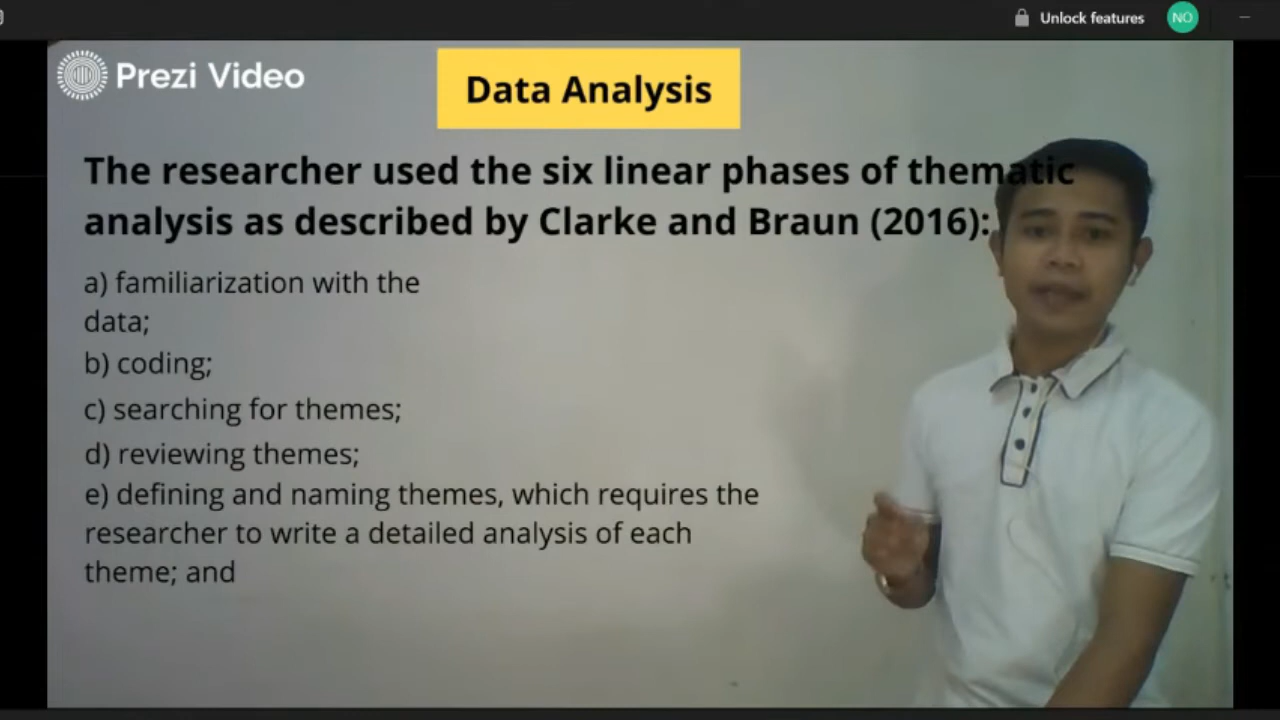 Unlock features
NO
Prezi Video
Data Analysis
The researcher used the six linear phases of thematic
analysis as described by Clarke and Braun (2016):
a) familiarization with the
data;
b) coding;
c) searching for themes;
d) reviewing themes;
e) defining and naming themes, which requires the
researcher to write a detailed analysis of each
theme; and